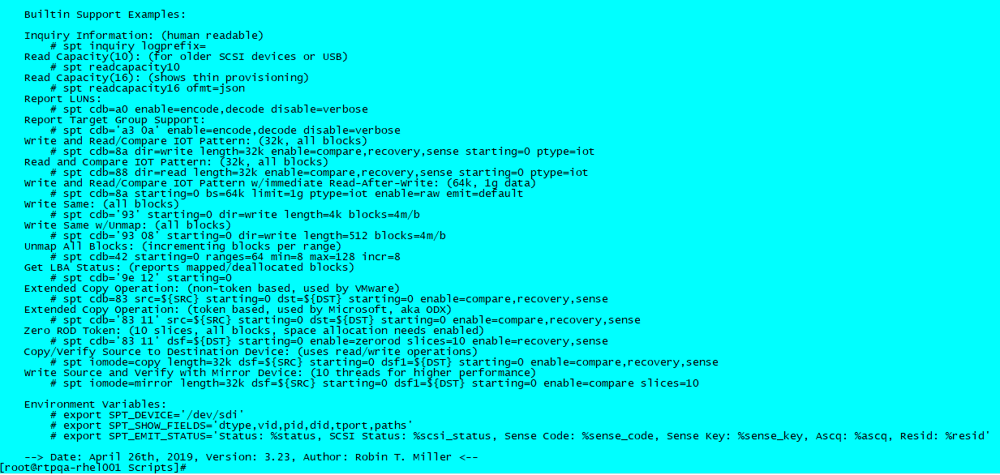 Builtin Support Examples:
Inquiry Information: (human readable)
# spt inquiry logprefix=
Read Capacity(10): (for older SCSI devices or USB)
# spt readcapacity10
Read Capacity(16): (shows thin provisioning)
# spt readcapacity16 ofmt=json
Report LUNs:
# spt cdb=a0 enable=encode,decode disable=verbose
Report Target Group Support:
# spt cdb='a3 0a' enable=encode,decode disable=verbose
Write and Read/Compare IOT Pattern: (32k, all blocks)
# spt cdb=8a dir=write length=32k enable=compare,recovery,sense starting=0 ptype=iot
Read and Compare IOT Pattern: (32k, all blocks)
# spt cdb=88 dir=read length=32k enable=compare,recovery,sense starting=0 ptype=iot
Write and Read/Compare IOT Pattern w/immediate Read-After-Write: (64k, 1g data)
# spt cdb=8a starting=0 bs=64k limit=1g ptype=iot enable=raw emit=default
Write Same: (all blocks)
# spt cdb='93' starting=0 dir=write length=4k blocks=4m/b
Write Same w/Unmap: (all blocks)
# spt cdb='93 08' starting=0 dir=write length=512 blocks=4m/b
Unmap All Blocks: (incrementing blocks per range)
# spt cdb=42 starting=0 ranges=64 min=8 max=128 incr=8
Get LBA Status: (reports mapped/deallocated blocks)
# spt cdb='9e 12' starting=0
Extended Copy Operation: (non-token based, used by VMware)
# spt cdb=83 src=${SRC} starting=0 dst=${DST} starting=0 enable=compare,recovery,sense
Extended Copy Operation: (token based, used by Microsoft, aka ODX)
# spt cdb='83 11' src=${SRC} starting=0 dst=${DST} starting=0 enable=compare,recovery,sense
Zero ROD Token: (10 slices, all blocks, space allocation needs enabled)
# spt cdb='83 11' dsf=${DST} starting=0 enable=zerorod slices=10 enable=recovery,sense
Copy/Verify Source to Destination Device: (uses read/write operations)
# spt iomode=copy length=32k dsf=${SRC} starting=0 dsf1=${DST} starting=0 enable=compare,recovery,sense
Write Source and Verify with Mirror Device: (10 threads for higher performance)
# spt iomode=mirror length=32k dsf=${SRC} starting=0 dsf1=${DST} starting=0 enable=compare slices=10
Environment Variables:
# export SPT_DEVICE='/dev/sdi'
# export SPT_SHOW_FIELDS='dtype,vid,pid,did,tport,paths'
# export SPT_EMIT_STATUS='Status: %status, SCSI Status: %scsi_status, Sense Code: %sense_code, Sense Key: %sense_key, Ascq: %ascq, Resid: %resid'
--> Date: April 26th, 2019, Version: 3.23, Author: Robin T. Miller <--
[root@rtpqa-rhel001 Scripts]#